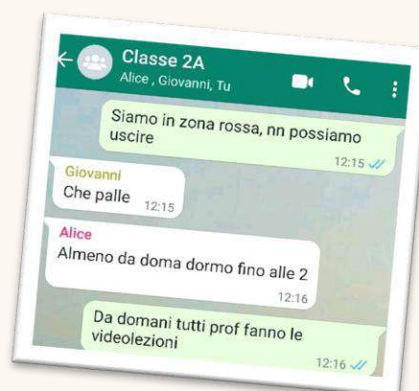 Classe 2A
Alice , Giovanni, Tu
Siamo in zona rossa, nn possiamo
uscire
12:15
Giovanni
Che palle 12:15
Alice
Almeno da doma dormo fino alle 2
12:16
Da domani tutti prof fanno le
videolezioni
12:16